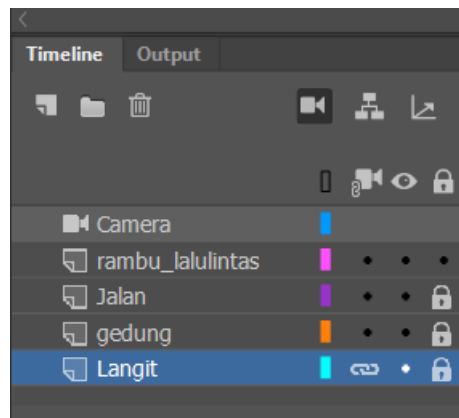 Timeline Output
Camera
rambu_lalulintas
Jalan
gedung
Langit